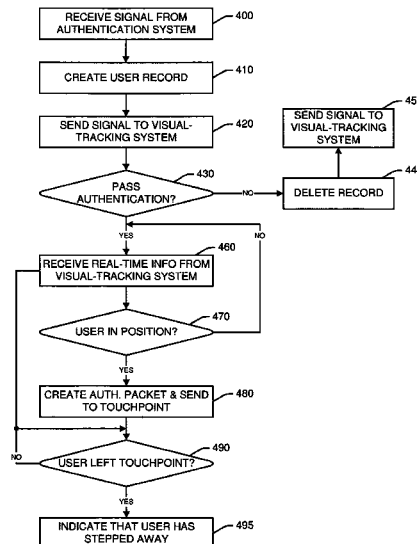 RECEIVE SIGNAL FROM
AUTHENTICATION SYSTEM
400
CREATE USER RECORD
410
SEND SIGNAL TO VISUAL-
TRACKING SYSTEM
420
45
SEND SIGNAL TO
VISUAL-TRACKING
SYSTEM
430
PASS
AUTHENTICATION?
NO
44
DELETE RECORD
YES
NO
460
RECEIVE REAL-TIME INFO FROM
VISUAL-TRACKING SYSTEM
470
USER IN POSITION?
YES
CREATE AUTH. PACKET & SEND
TO TOUCHPOINT
480
490
NO
USER LEFT TOUCHPOINT?
YES
INDICATE THAT USER HAS
STEPPED AWAY
495